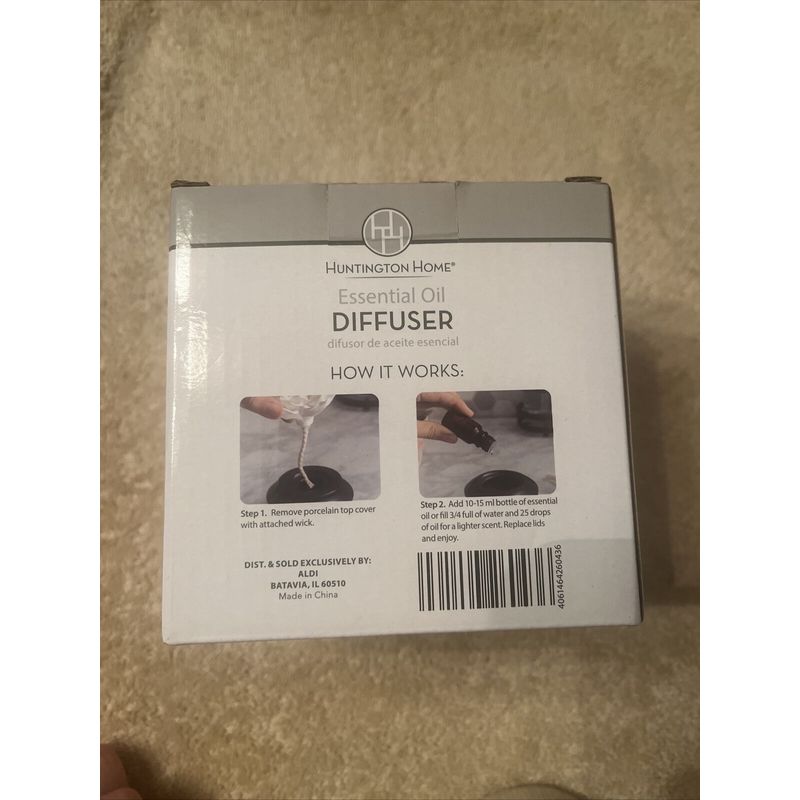 HUNTINGTON HOME®
Essential Oil
DIFFUSER
difusor de aceite esencial
HOW IT WORKS:
Step 1. Remove porcelain top cover
with attached wick.
Step 2. Add 10-15 ml bottle of essential
oil or fill 3/4 full of water and 25 drops
of oil for a lighter scent. Replace lids
and enjoy.
DIST. & SOLD EXCLUSIVELY BY:
ALDI
BATAVIA, IL 60510
Made in China
4061464260436